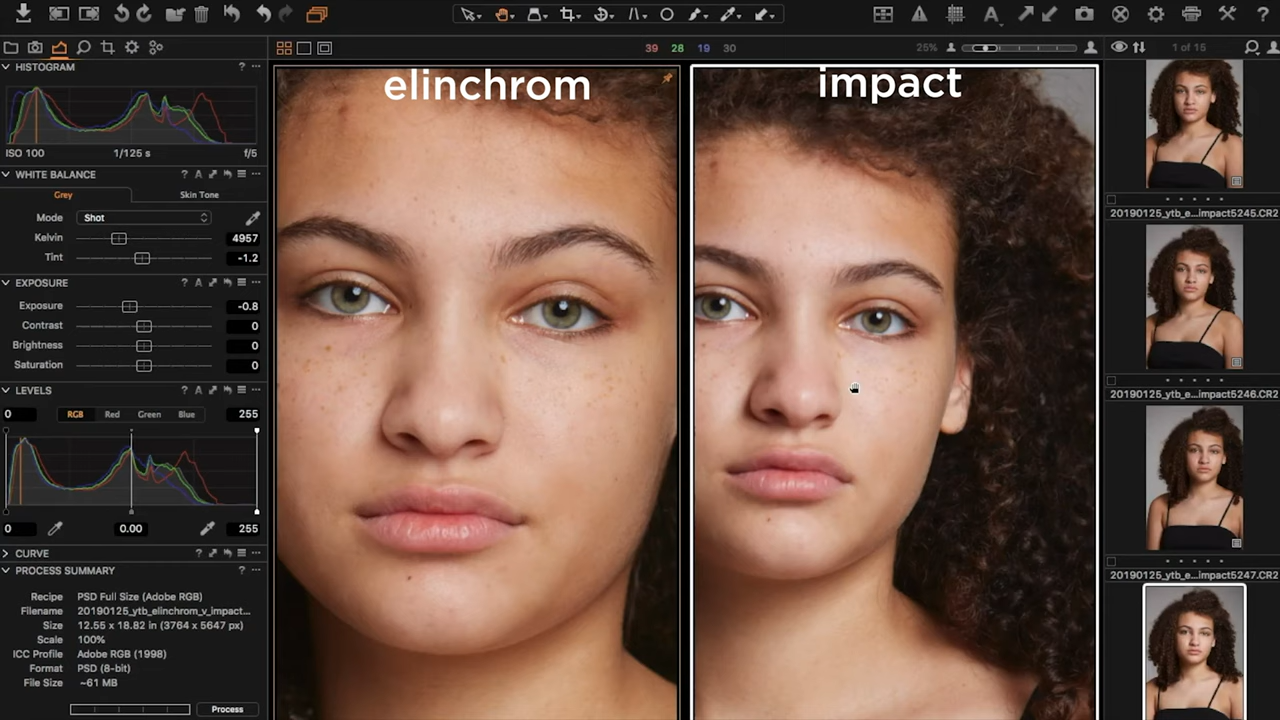 39 28 19 30
25%
1 of 15
HISTOGRAM ? ...
ISO 100 1/125 s f/5
WHITE BALANCE ? A
Grey Skin Tone
Mode Shot
Kelvin 4957
Tint -1.2
EXPOSURE ? A
Exposure -0.8
Contrast 0
Brightness 0
Saturation 0
LEVELS ? A
0 RGB Red Green Blue 255
0 0.00 255
CURVE ?
PROCESS SUMMARY ? ...
Recipe PSD Full Size (Adobe RGB)
Filename 20190125_ytb_elinchrom_v_impact...
Size 12.55 x 18.82 in (3764 x 5647 px)
Scale 100%
ICC Profile Adobe RGB (1998)
Format PSD (8-bit)
File Size ~61 MB
Process
elinchrom
impact
20190125_ytb_e...impact5245.CR2
20190125_ytb_e...impact5246.CR2
20190125_ytb_e...impact5247.CR2